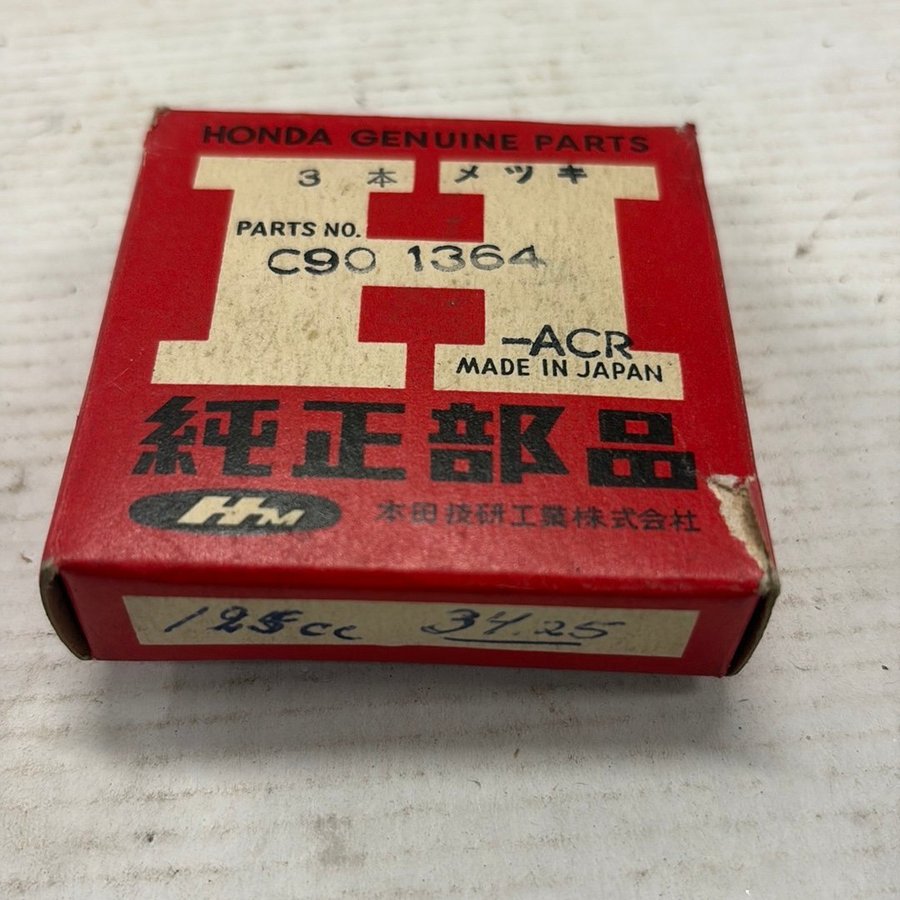 HONDA GENUINE PARTS
3 本 メツキ
PARTS NO.
C90 1364
-ACR
MADE IN JAPAN
純正部品
HM 本田技研工業株式会社
125cc 34.25